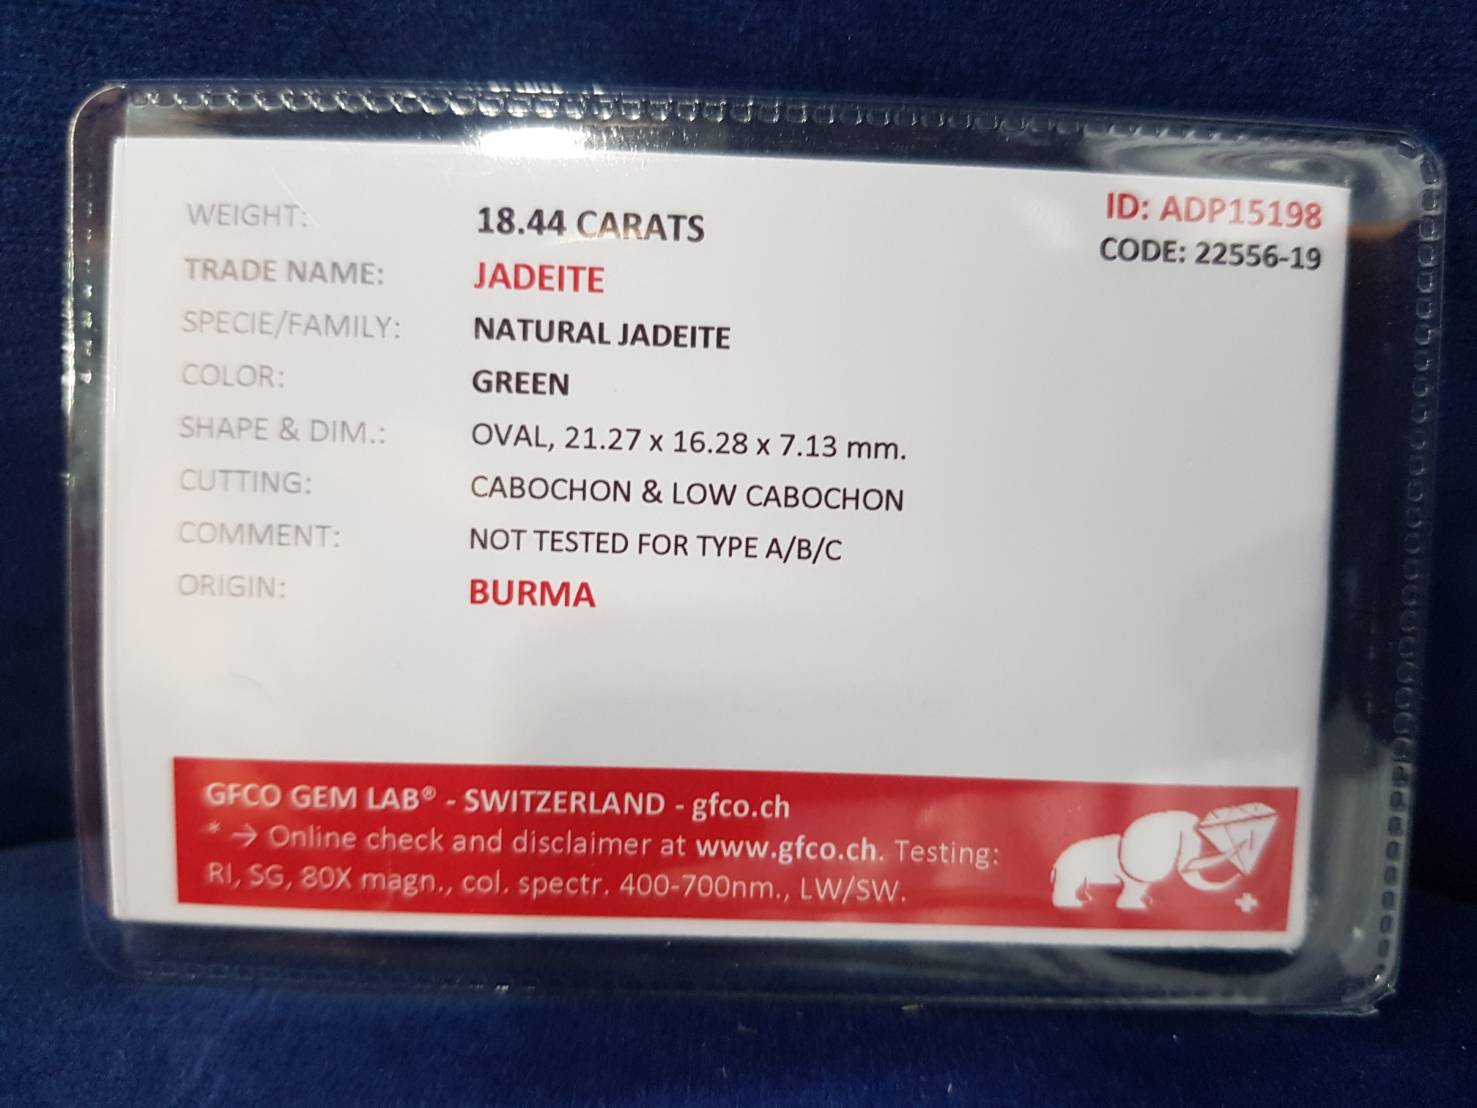 ID: ADP15198
CODE: 22556-19
WEIGHT: 18.44 CARATS
TRADE NAME: JADEITE
SPECIE/FAMILY: NATURAL JADEITE
COLOR: GREEN
SHAPE & DIM.: OVAL, 21.27 x 16.28 x 7.13 mm.
CUTTING: CABOCHON & LOW CABOCHON
COMMENT: NOT TESTED FOR TYPE A/B/C
ORIGIN: BURMA
GFCO GEM LAB® - SWITZERLAND - gfco.ch
* → Online check and disclaimer at www.gfco.ch. Testing:
RI, SG, 80X magn., col. spectr. 400-700nm., LW/SW.